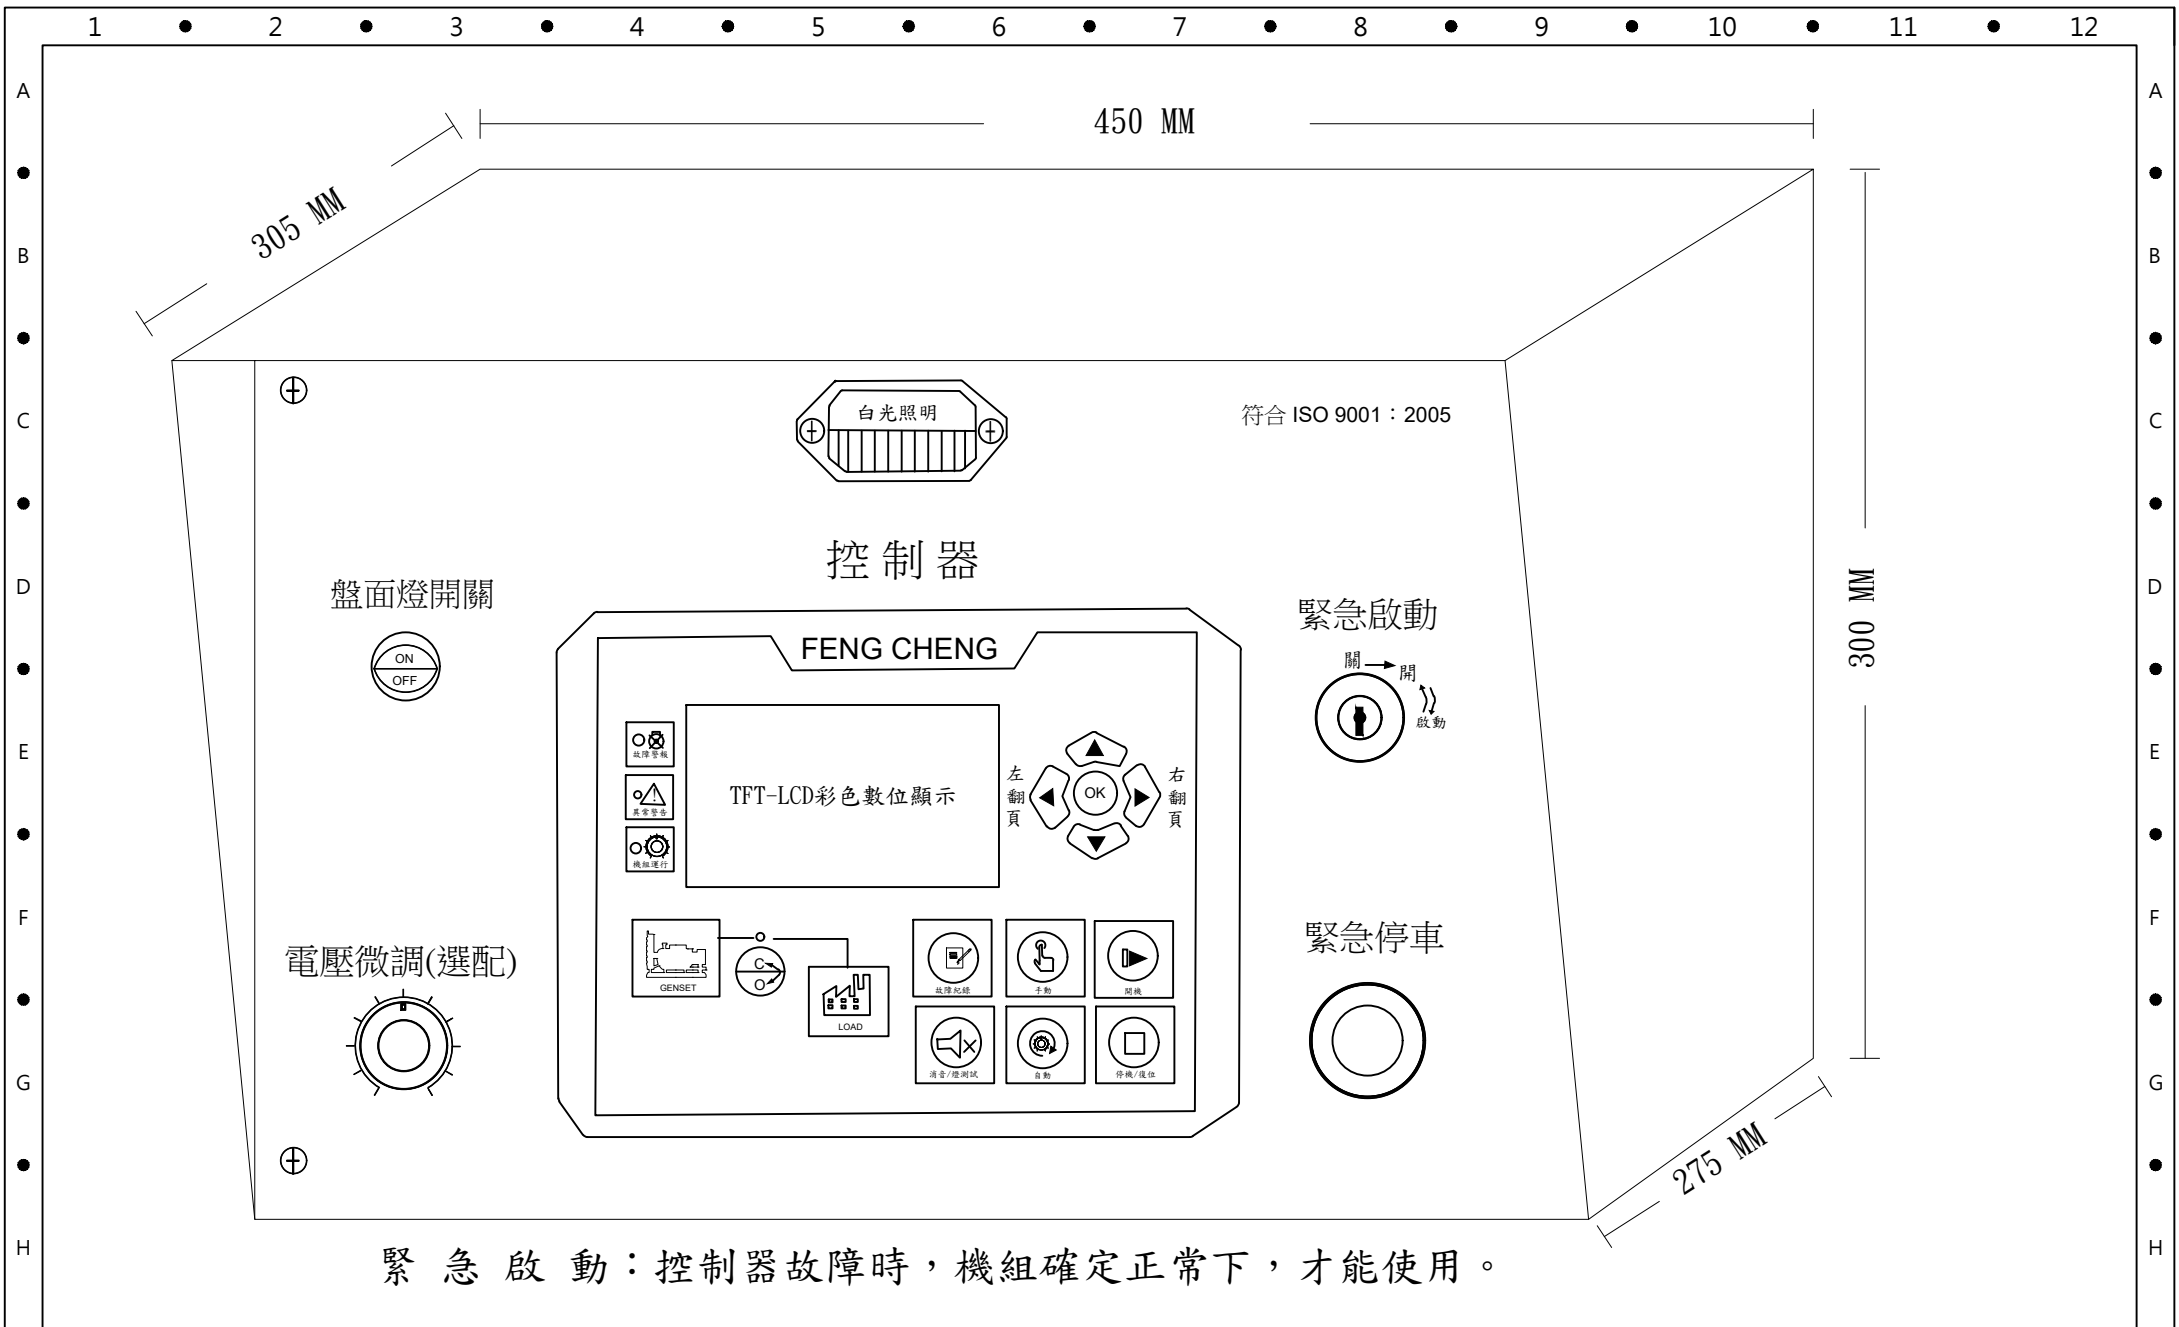 1 2 3 4 5 6 7 8 9 10 11 12
A A
450 MM
305 MM
B B
白光照明
符合 ISO 9001：2005
C C
控制器
盤面燈開關
D D
300 MM
緊急啟動
FENG CHENG
ON
OFF
關 開
啟動
故障警報
E E
左翻頁
右翻頁
OK
TFT-LCD彩色數位顯示
異常警告
機組運行
F F
緊急停車
電壓微調(選配)
GENSET
C
O
LOAD
故障紀錄
手動
開機
消音/燈測試
自動
停機/復位
G G
275 MM
H H
緊 急 啟 動：控制器故障時，機組確定正常下，才能使用。